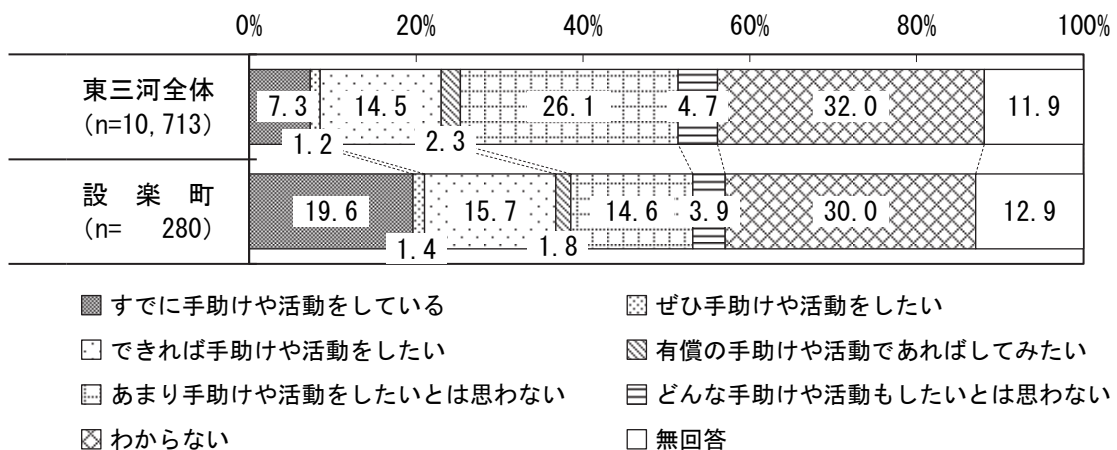 0% 20% 40% 60% 80% 100%
東三河全体
(n=10,713)
7.3 14.5 26.1 4.7 32.0 11.9
1.2 2.3
設楽町
(n= 280)
19.6 15.7 14.6 3.9 30.0 12.9
1.4 1.8
すでに手助けや活動をしている ぜひ手助けや活動をしたい
できれば手助けや活動をしたい 有償の手助けや活動であればしてみたい
あまり手助けや活動をしたいとは思わない どんな手助けや活動もしたいとは思わない
わからない 無回答